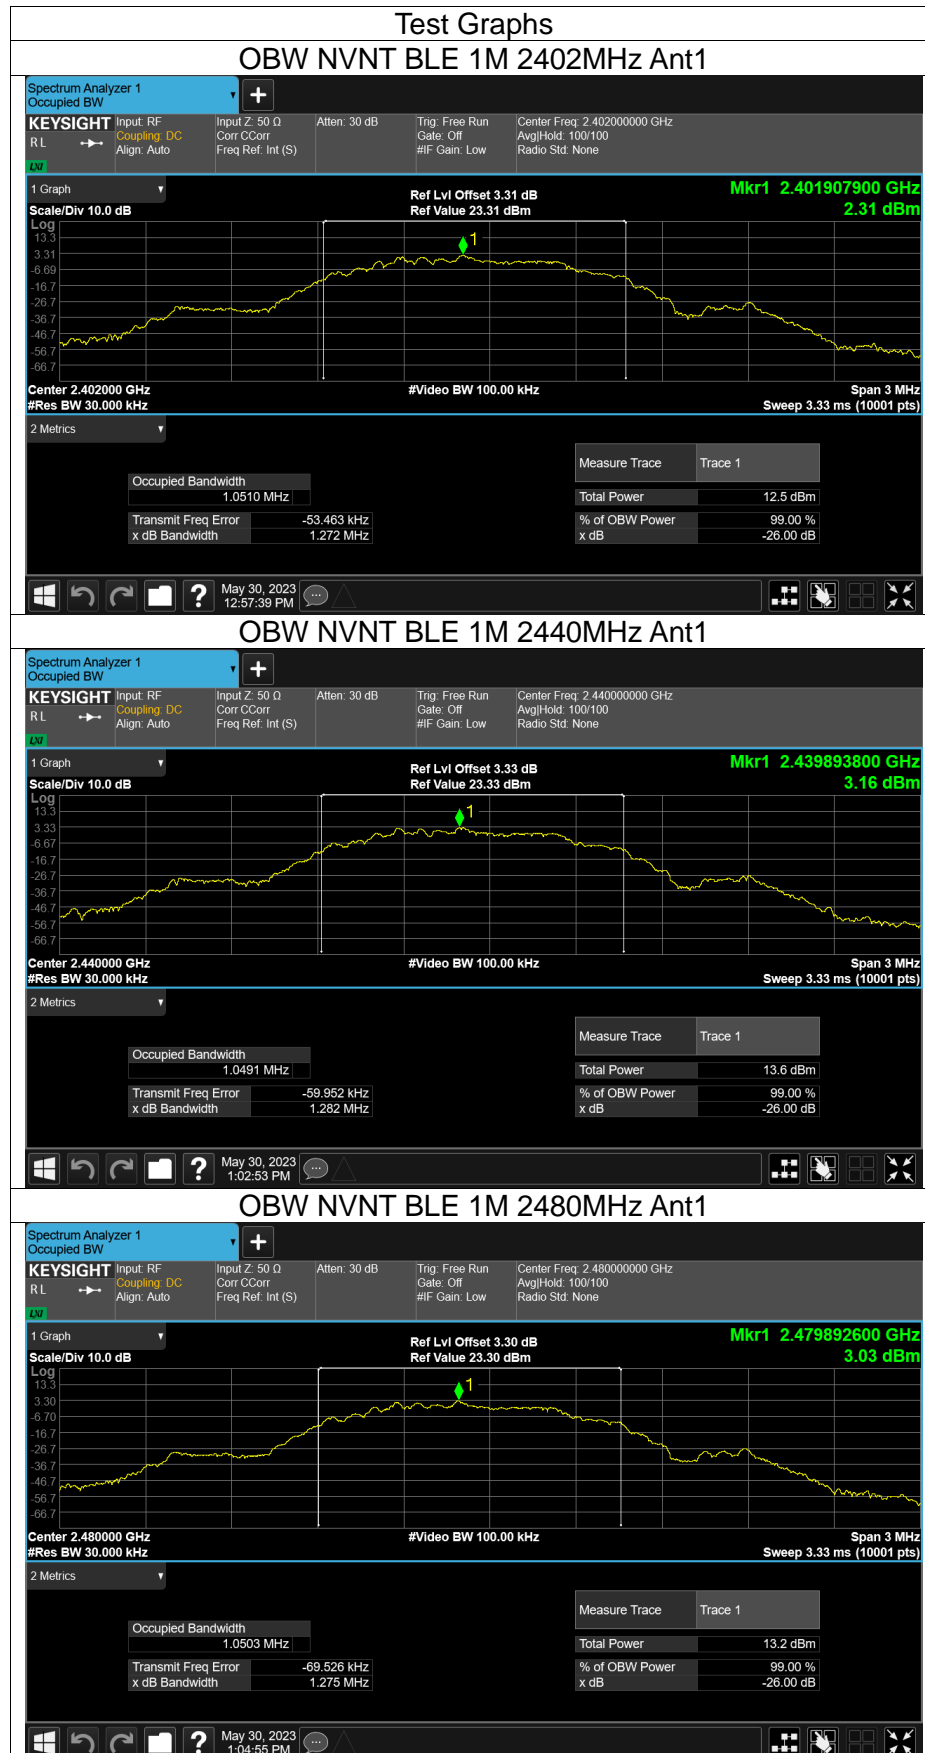 Test Graphs
OBW NVNT BLE 1M 2402MHz Ant1
Spectrum Analyzer 1
Occupied BW
+
KEYSIGHT Input: RF Input Z: 50 Ω Atten: 30 dB Trig: Free Run Center Freq: 2.402000000 GHz
RL Coupling: DC Corr CCorr Gate: Off Avg|Hold: 100/100
Align: Auto Freq Ref: Int (S) #IF Gain: Low Radio Std: None
LXI
1 Graph Ref Lvl Offset 3.31 dB Mkr1 2.401907900 GHz
Scale/Div 10.0 dB Ref Value 23.31 dBm 2.31 dBm
Log
13.3
1
3.31
-6.69
-16.7
-26.7
-36.7
-46.7
-56.7
-66.7
Center 2.402000 GHz #Video BW 100.00 kHz Span 3 MHz
#Res BW 30.000 kHz Sweep 3.33 ms (10001 pts)
2 Metrics
Measure Trace Trace 1
Occupied Bandwidth
1.0510 MHz Total Power 12.5 dBm
Transmit Freq Error -53.463 kHz % of OBW Power 99.00 %
x dB Bandwidth 1.272 MHz x dB -26.00 dB
? May 30, 2023
12:57:39 PM
OBW NVNT BLE 1M 2440MHz Ant1
Spectrum Analyzer 1
Occupied BW
+
KEYSIGHT Input: RF Input Z: 50 Ω Atten: 30 dB Trig: Free Run Center Freq: 2.440000000 GHz
RL Coupling: DC Corr CCorr Gate: Off Avg|Hold: 100/100
Align: Auto Freq Ref: Int (S) #IF Gain: Low Radio Std: None
LXI
1 Graph Ref Lvl Offset 3.33 dB Mkr1 2.439893800 GHz
Scale/Div 10.0 dB Ref Value 23.33 dBm 3.16 dBm
Log
13.3
1
3.33
-6.67
-16.7
-26.7
-36.7
-46.7
-56.7
-66.7
Center 2.440000 GHz #Video BW 100.00 kHz Span 3 MHz
#Res BW 30.000 kHz Sweep 3.33 ms (10001 pts)
2 Metrics
Measure Trace Trace 1
Occupied Bandwidth
1.0491 MHz Total Power 13.6 dBm
Transmit Freq Error -59.952 kHz % of OBW Power 99.00 %
x dB Bandwidth 1.282 MHz x dB -26.00 dB
? May 30, 2023
1:02:53 PM
OBW NVNT BLE 1M 2480MHz Ant1
Spectrum Analyzer 1
Occupied BW
+
KEYSIGHT Input: RF Input Z: 50 Ω Atten: 30 dB Trig: Free Run Center Freq: 2.480000000 GHz
RL Coupling: DC Corr CCorr Gate: Off Avg|Hold: 100/100
Align: Auto Freq Ref: Int (S) #IF Gain: Low Radio Std: None
LXI
1 Graph Ref Lvl Offset 3.30 dB Mkr1 2.479892600 GHz
Scale/Div 10.0 dB Ref Value 23.30 dBm 3.03 dBm
Log
13.3
1
3.30
-6.70
-16.7
-26.7
-36.7
-46.7
-56.7
-66.7
Center 2.480000 GHz #Video BW 100.00 kHz Span 3 MHz
#Res BW 30.000 kHz Sweep 3.33 ms (10001 pts)
2 Metrics
Measure Trace Trace 1
Occupied Bandwidth
1.0503 MHz Total Power 13.2 dBm
Transmit Freq Error -69.526 kHz % of OBW Power 99.00 %
x dB Bandwidth 1.275 MHz x dB -26.00 dB
? May 30, 2023
1:04:55 PM